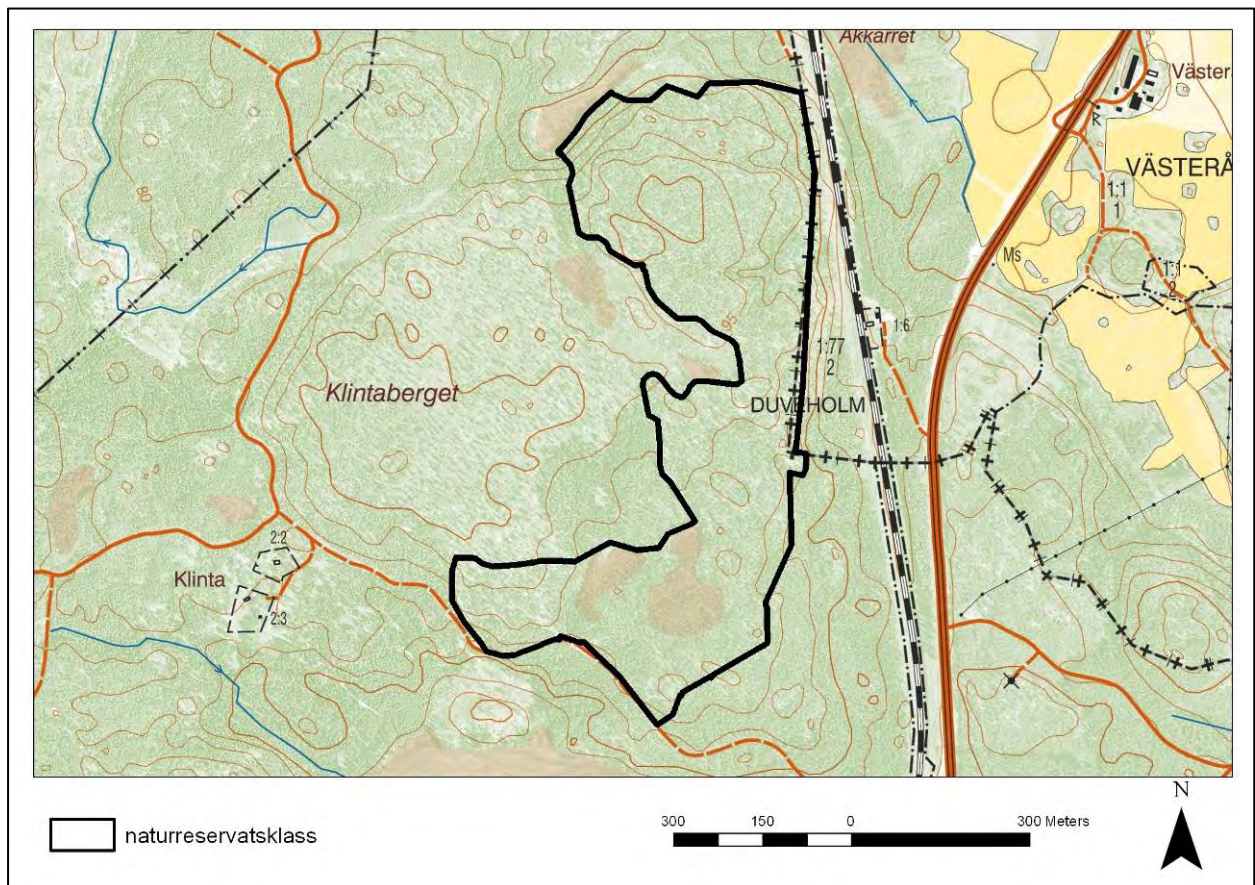 Akkarret
Väster
VÄSTERÅ
1:1
1
80
Ms
1:1
2
1:6
95
1:77
2
Klintaberget
DUVEHOLM
2:2
Klinta
2:3
N
300 150 0 300 Meters
naturreservatsklass